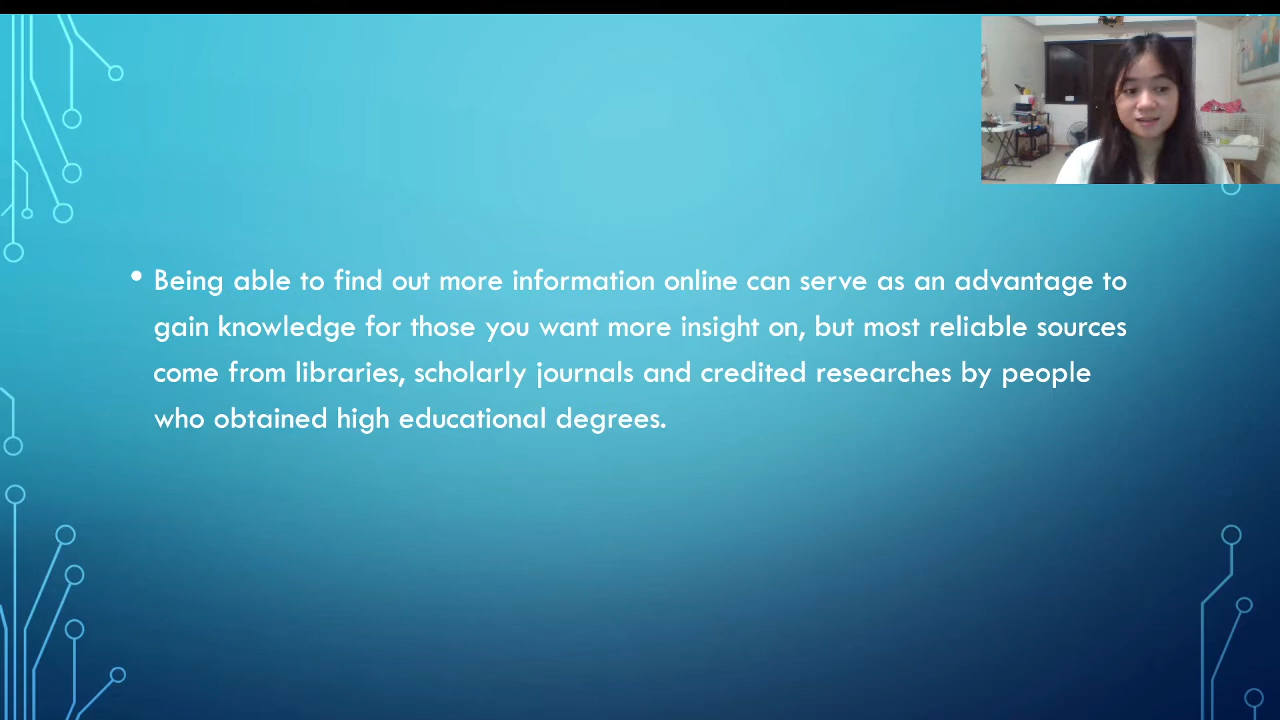 • Being able to find out more information online can serve as an advantage to
gain knowledge for those you want more insight on, but most reliable sources
come from libraries, scholarly journals and credited researches by people
who obtained high educational degrees.